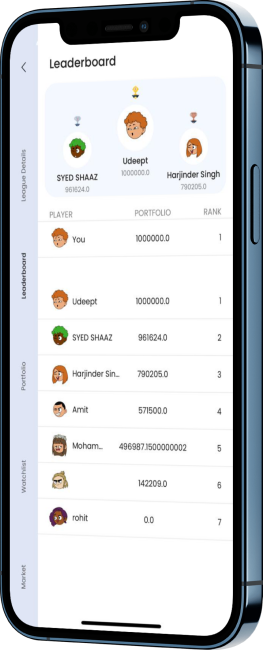 Leaderboard
Udeept
1000000.0
SYED SHAAZ
961624.0
Harjinder Singh
790205.0
PLAYER PORTFOLIO RANK
You 1000000.0 1
Udeept 1000000.0 1
SYED SHAAZ 961624.0 2
Harjinder Sin... 790205.0 3
Amit 571500.0 4
Moham... 496987.1500000002 5
142209.0 6
rohit 0.0 7
League Details
Leaderboard
Portfolio
Watchlist
Market